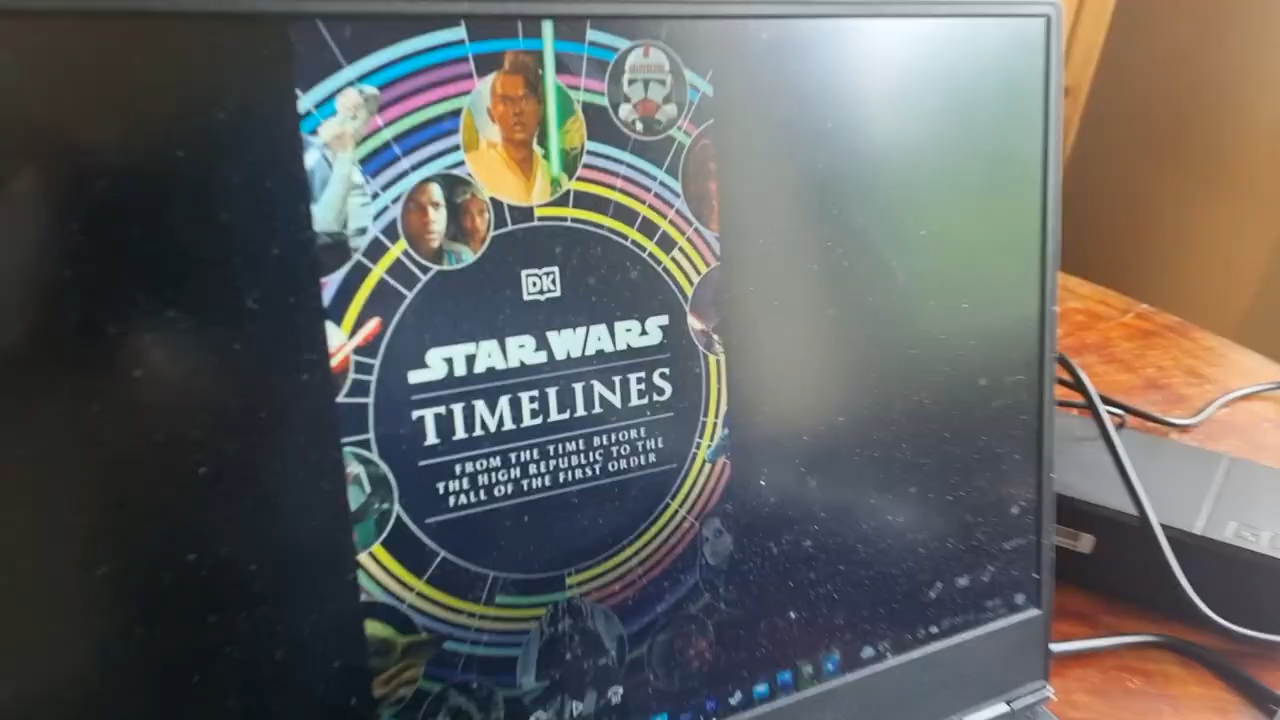 DK
STAR WARS
TIMELINES
FROM THE TIME BEFORE
THE HIGH REPUBLIC TO THE
FALL OF THE FIRST ORDER